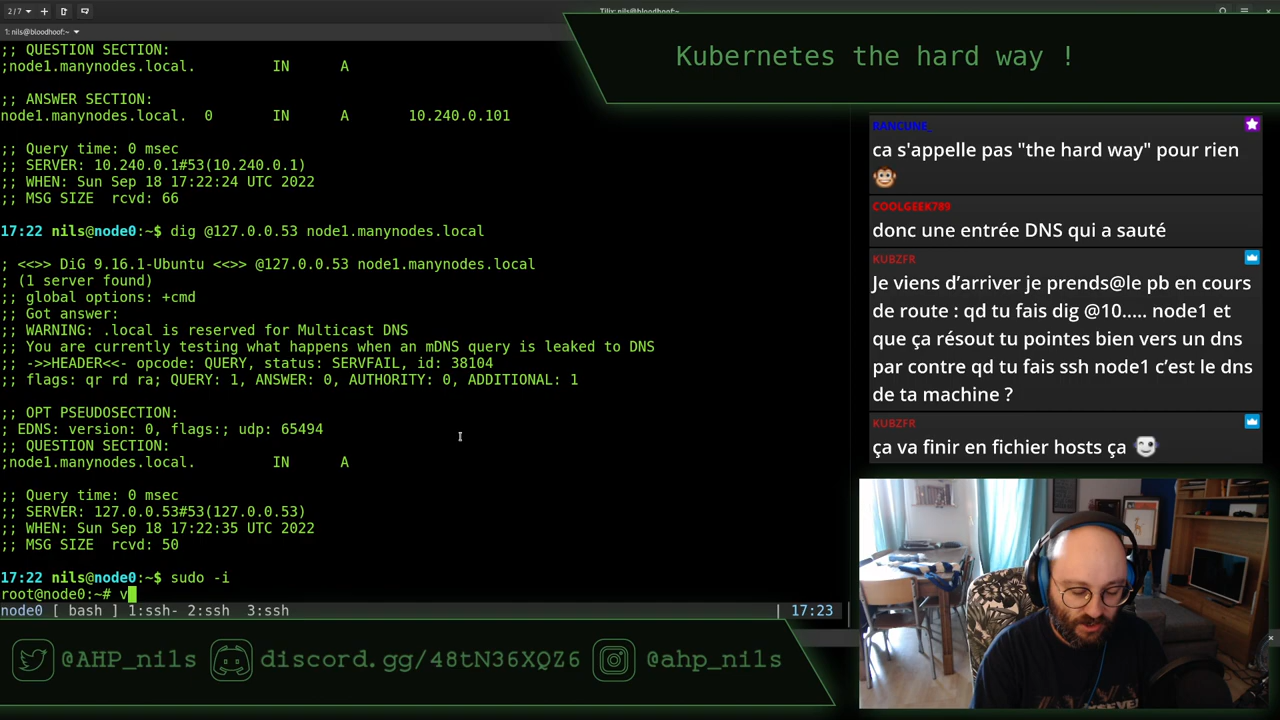 2/7
Tilix: nils@bloodhoof:~
1: nils@bloodhoof:~
;; QUESTION SECTION:
;node1.manynodes.local. IN A
;; ANSWER SECTION:
node1.manynodes.local. 0 IN A 10.240.0.101
;; Query time: 0 msec
;; SERVER: 10.240.0.1#53(10.240.0.1)
;; WHEN: Sun Sep 18 17:22:24 UTC 2022
;; MSG SIZE rcvd: 66
17:22 nils@node0:~$ dig @127.0.0.53 node1.manynodes.local
; <<>> DiG 9.16.1-Ubuntu <<>> @127.0.0.53 node1.manynodes.local
; (1 server found)
;; global options: +cmd
;; Got answer:
;; WARNING: .local is reserved for Multicast DNS
;; You are currently testing what happens when an mDNS query is leaked to DNS
;; ->>HEADER<<- opcode: QUERY, status: SERVFAIL, id: 38104
;; flags: qr rd ra; QUERY: 1, ANSWER: 0, AUTHORITY: 0, ADDITIONAL: 1
;; OPT PSEUDOSECTION:
; EDNS: version: 0, flags:; udp: 65494
;; QUESTION SECTION:
;node1.manynodes.local. IN A
;; Query time: 0 msec
;; SERVER: 127.0.0.53#53(127.0.0.53)
;; WHEN: Sun Sep 18 17:22:35 UTC 2022
;; MSG SIZE rcvd: 50
17:22 nils@node0:~$ sudo -i
root@node0:~# v
node0 [ bash ] 1:ssh- 2:ssh 3:ssh | 17:23
Kubernetes the hard way !
RANCUNE_
ca s'appelle pas "the hard way" pour rien
COOLGEEK789
donc une entrée DNS qui a sauté
KUBZFR
Je viens d’arriver je prends@le pb en cours
de route : qd tu fais dig @10..... node1 et
que ça résout tu pointes bien vers un dns
par contre qd tu fais ssh node1 c’est le dns
de ta machine ?
KUBZFR
ça va finir en fichier hosts ça
@AHP_nils discord.gg/48tN36XQZ6 @ahp_nils